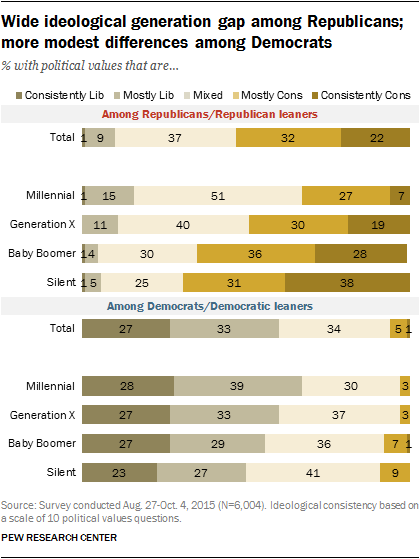 Wide ideological generation gap among Republicans;
more modest differences among Democrats
% with political values that are...
Consistently Lib Mostly Lib Mixed Mostly Cons Consistently Cons
Among Republicans/Republican leaners
Total 1 9 37 32 22
Millennial 1 15 51 27 7
Generation X 11 40 30 19
Baby Boomer 1 4 30 36 28
Silent 1 5 25 31 38
Among Democrats/Democratic leaners
Total 27 33 34 5 1
Millennial 28 39 30 3
Generation X 27 33 37 3
Baby Boomer 27 29 36 7 1
Silent 23 27 41 9
Source: Survey conducted Aug. 27-Oct. 4, 2015 (N=6,004). Ideological consistency based on
a scale of 10 political values questions.
PEW RESEARCH CENTER